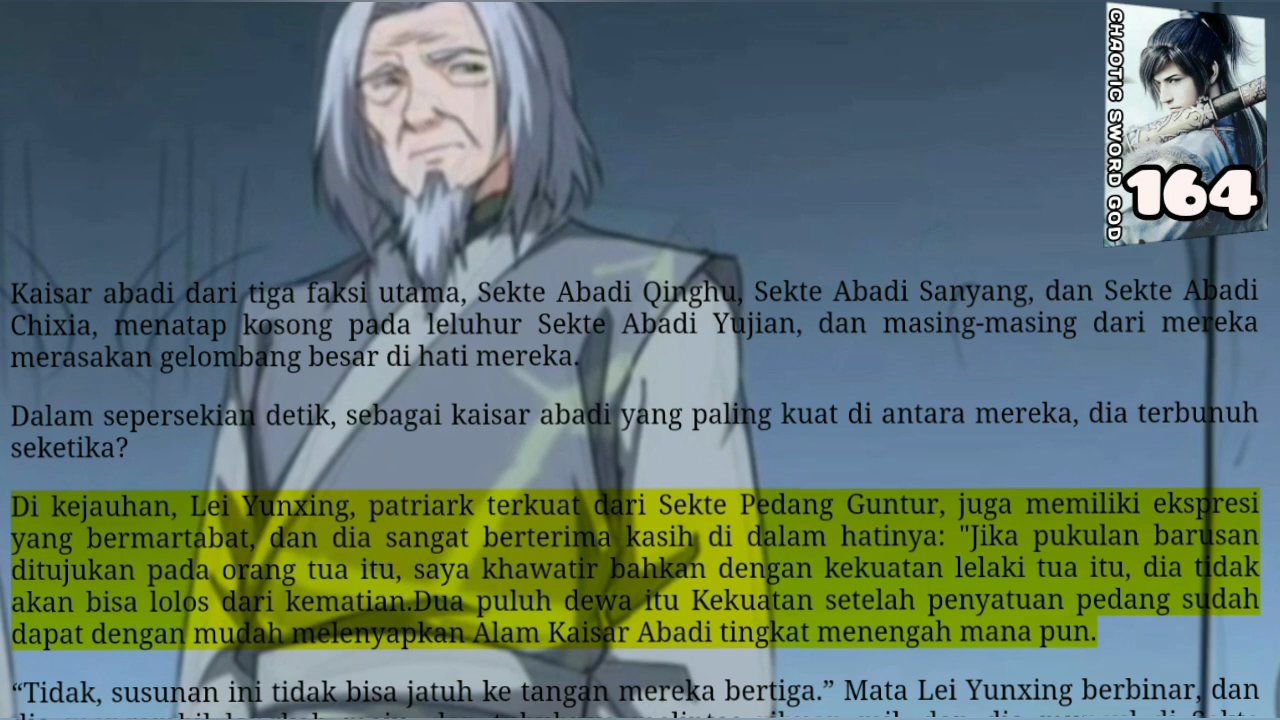 CHAOTIC SWORD GOD
164
Kaisar abadi dari tiga faksi utama, Sekte Abadi Qinghu, Sekte Abadi Sanyang, dan Sekte Abadi
Chixia, menatap kosong pada leluhur Sekte Abadi Yujian, dan masing-masing dari mereka
merasakan gelombang besar di hati mereka.
Dalam sepersekian detik, sebagai kaisar abadi yang paling kuat di antara mereka, dia terbunuh
seketika?
Di kejauhan, Lei Yunxing, patriark terkuat dari Sekte Pedang Guntur, juga memiliki ekspresi
yang bermartabat, dan dia sangat berterima kasih di dalam hatinya: "Jika pukulan barusan
ditujukan pada orang tua itu, saya khawatir bahkan dengan kekuatan lelaki tua itu, dia tidak
akan bisa lolos dari kematian.Dua puluh dewa itu Kekuatan setelah penyatuan pedang sudah
dapat dengan mudah melenyapkan Alam Kaisar Abadi tingkat menengah mana pun.
“Tidak, susunan ini tidak bisa jatuh ke tangan mereka bertiga.” Mata Lei Yunxing berbinar, dan